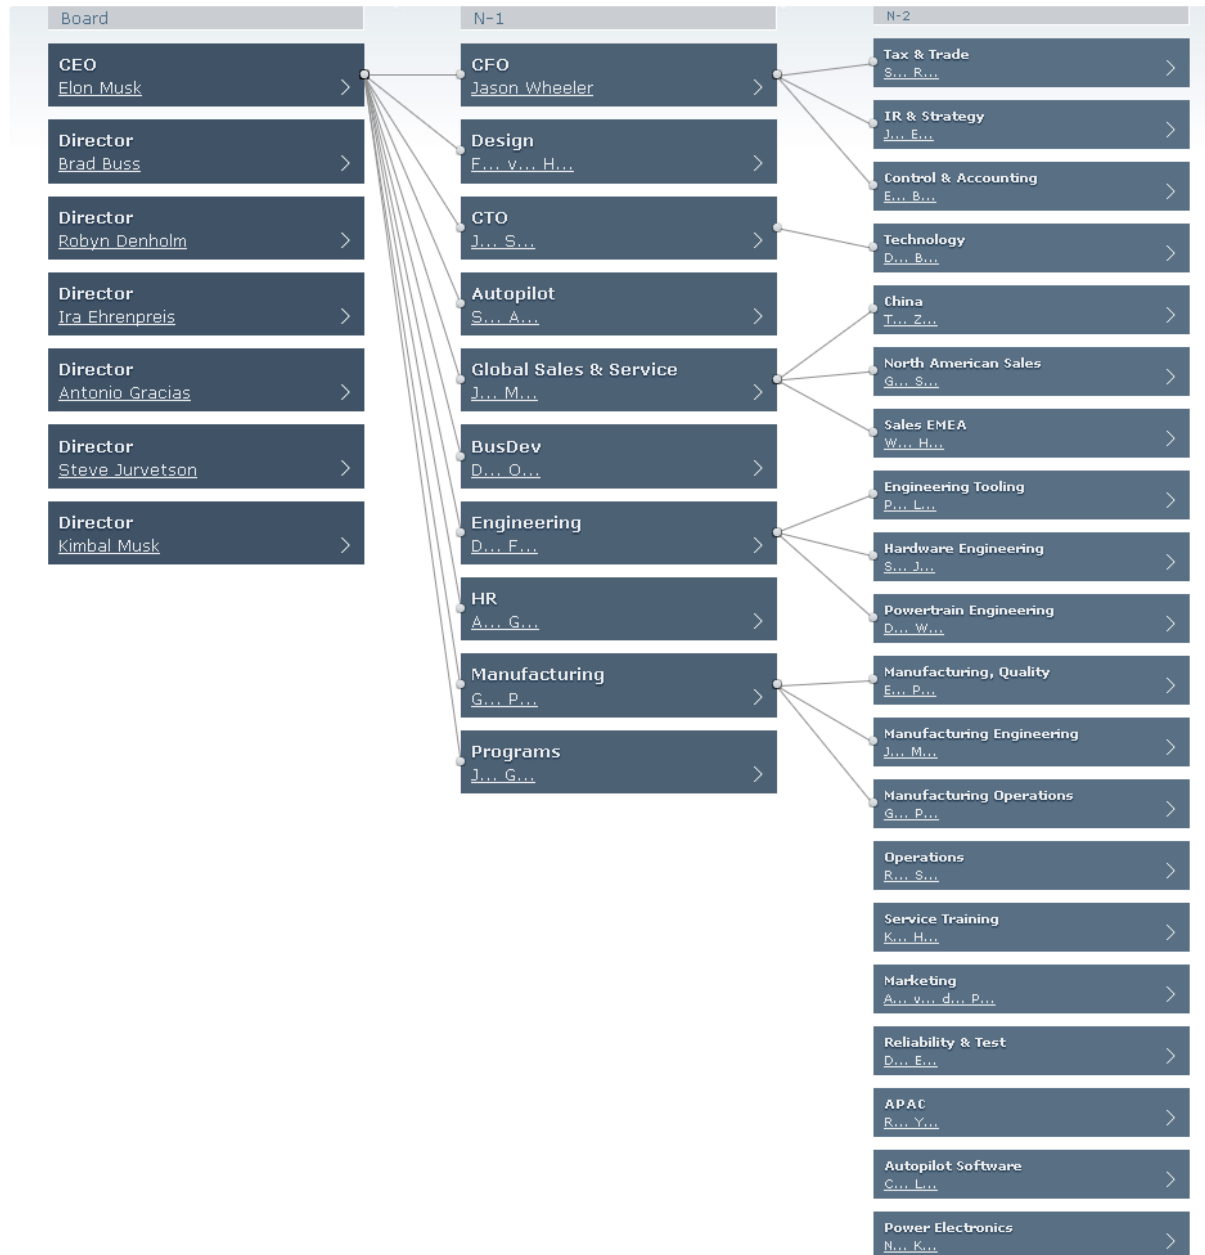 Board
CEO
Elon Musk
Director
Brad Buss
Director
Robyn Denholm
Director
Ira Ehrenpreis
Director
Antonio Gracias
Director
Steve Jurvetson
Director
Kimbal Musk
N-1
CFO
Jason Wheeler
Design
F... v... H...
CTO
J... S...
Autopilot
S... A...
Global Sales & Service
J... M...
BusDev
D... O...
Engineering
D... F...
HR
A... G...
Manufacturing
G... P...
Programs
J... G...
N-2
Tax & Trade
S... R...
IR & Strategy
J... E...
Control & Accounting
E... B...
Technology
D... B...
China
T... Z...
North American Sales
G... S...
Sales EMEA
W... H...
Engineering Tooling
P... L...
Hardware Engineering
S... J...
Powertrain Engineering
D... W...
Manufacturing, Quality
E... P...
Manufacturing Engineering
J... M...
Manufacturing Operations
G... P...
Operations
R... S...
Service Training
K... H...
Marketing
A... v... d... P...
Reliability & Test
D... E...
APAC
R... Y...
Autopilot Software
C... L...
Power Electronics
N... K...